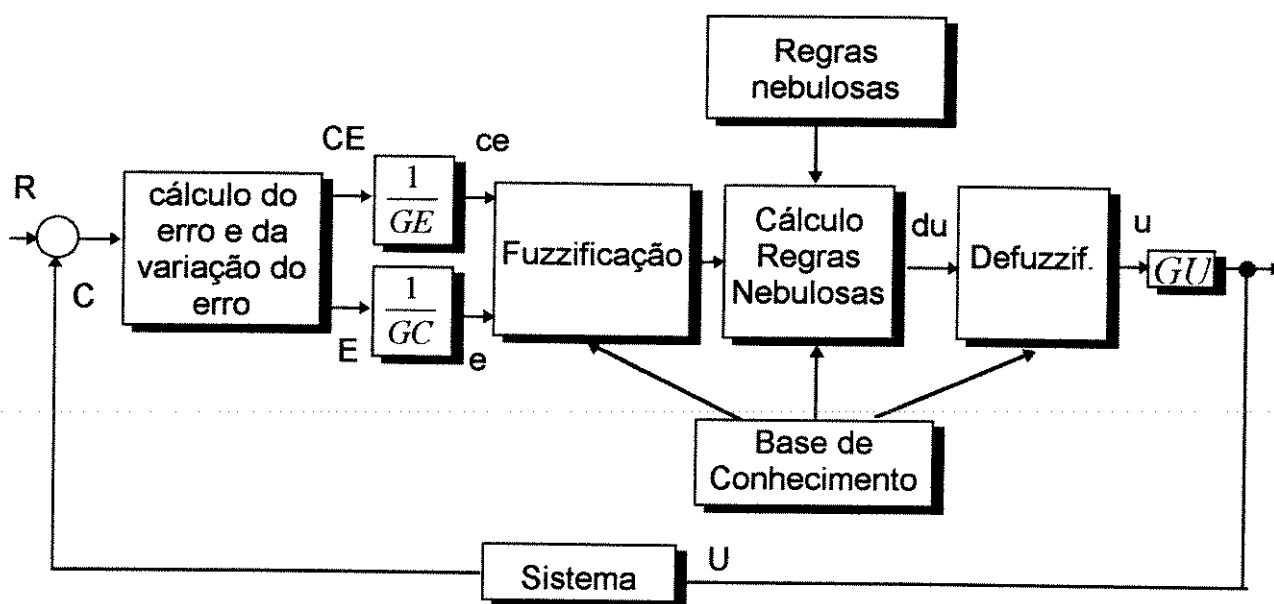 Regras
nebulosas
CE
ce
R
cálculo do
erro e da
variação do
erro
1
GE
Fuzzificação
Cálculo
Regras
Nebulosas
du
Defuzzif.
u
GU
C
E
1
GC
e
Base de
Conhecimento
Sistema
U